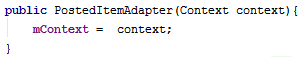 public PostedItemAdapter(Context context){
    mContext =  context;
}